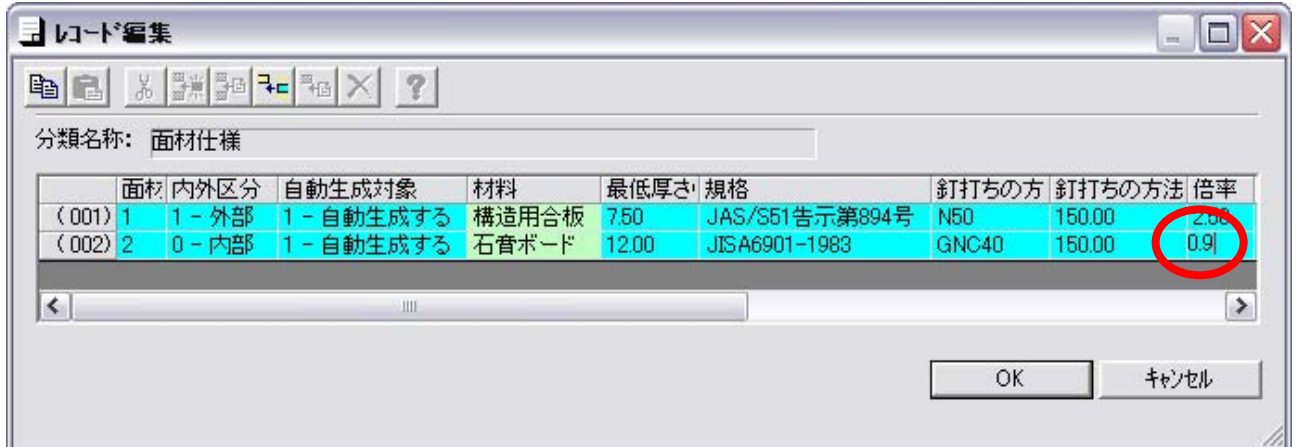 レコード編集
分類名称: 面材仕様
面材 内外区分 自動生成対象 材料 最低厚さ 規格 釘打ちの方 釘打ちの方法 倍率
(001) 1 1 - 外部 1 - 自動生成する 構造用合板 7.50 JAS/S51告示第894号 N50 150.00
(002) 2 0 - 内部 1 - 自動生成する 石膏ボード 12.00 JISA6901-1983 GNC40 150.00 0.9
OK キャンセル